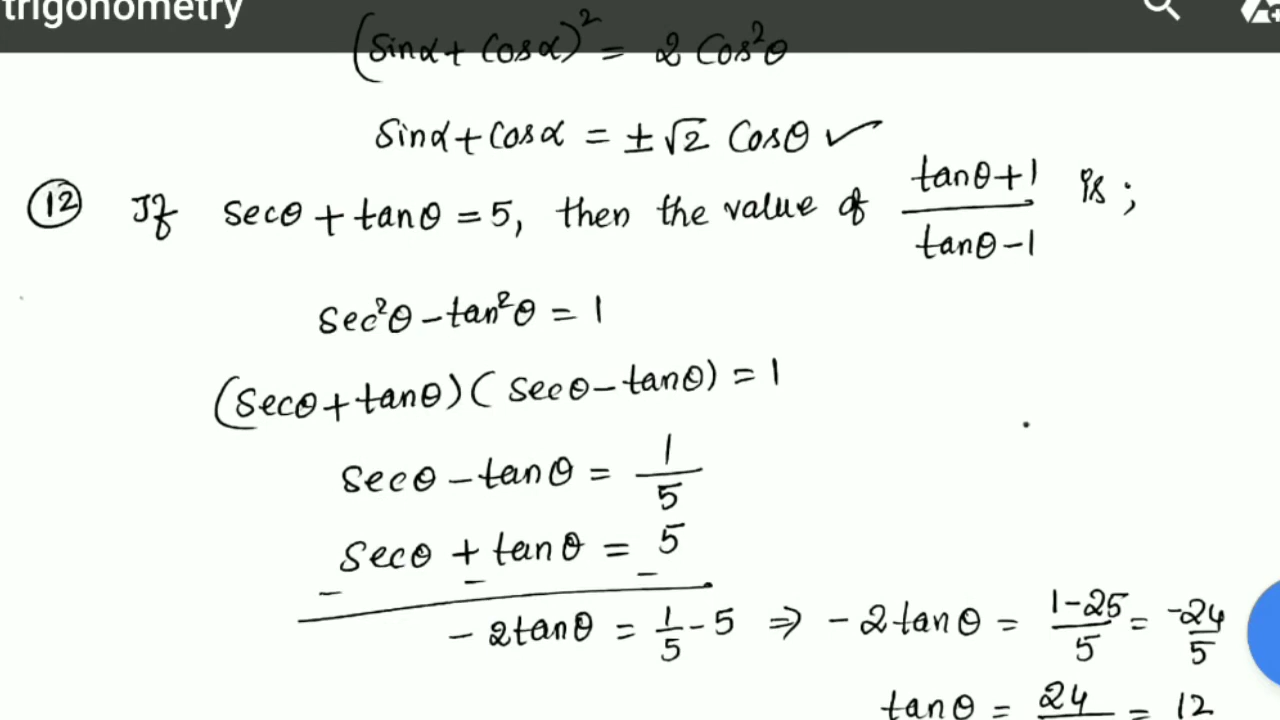 trigonometry
(Sinα + Cosα)² = 2 Cos²θ
Sinα + Cosα = ±√2 Cosθ ✓
⑫ If secθ + tanθ = 5, then the value of (tanθ+1)/(tanθ-1) is;
Sec²θ - tan²θ = 1
(Secθ + tanθ)(Secθ - tanθ) = 1
Secθ - tanθ = 1/5
Secθ + tanθ = 5
- - -
- 2tanθ = 1/5 - 5 ⇒ - 2tanθ = (1-25)/5 = -24/5
tanθ = 24 = 12